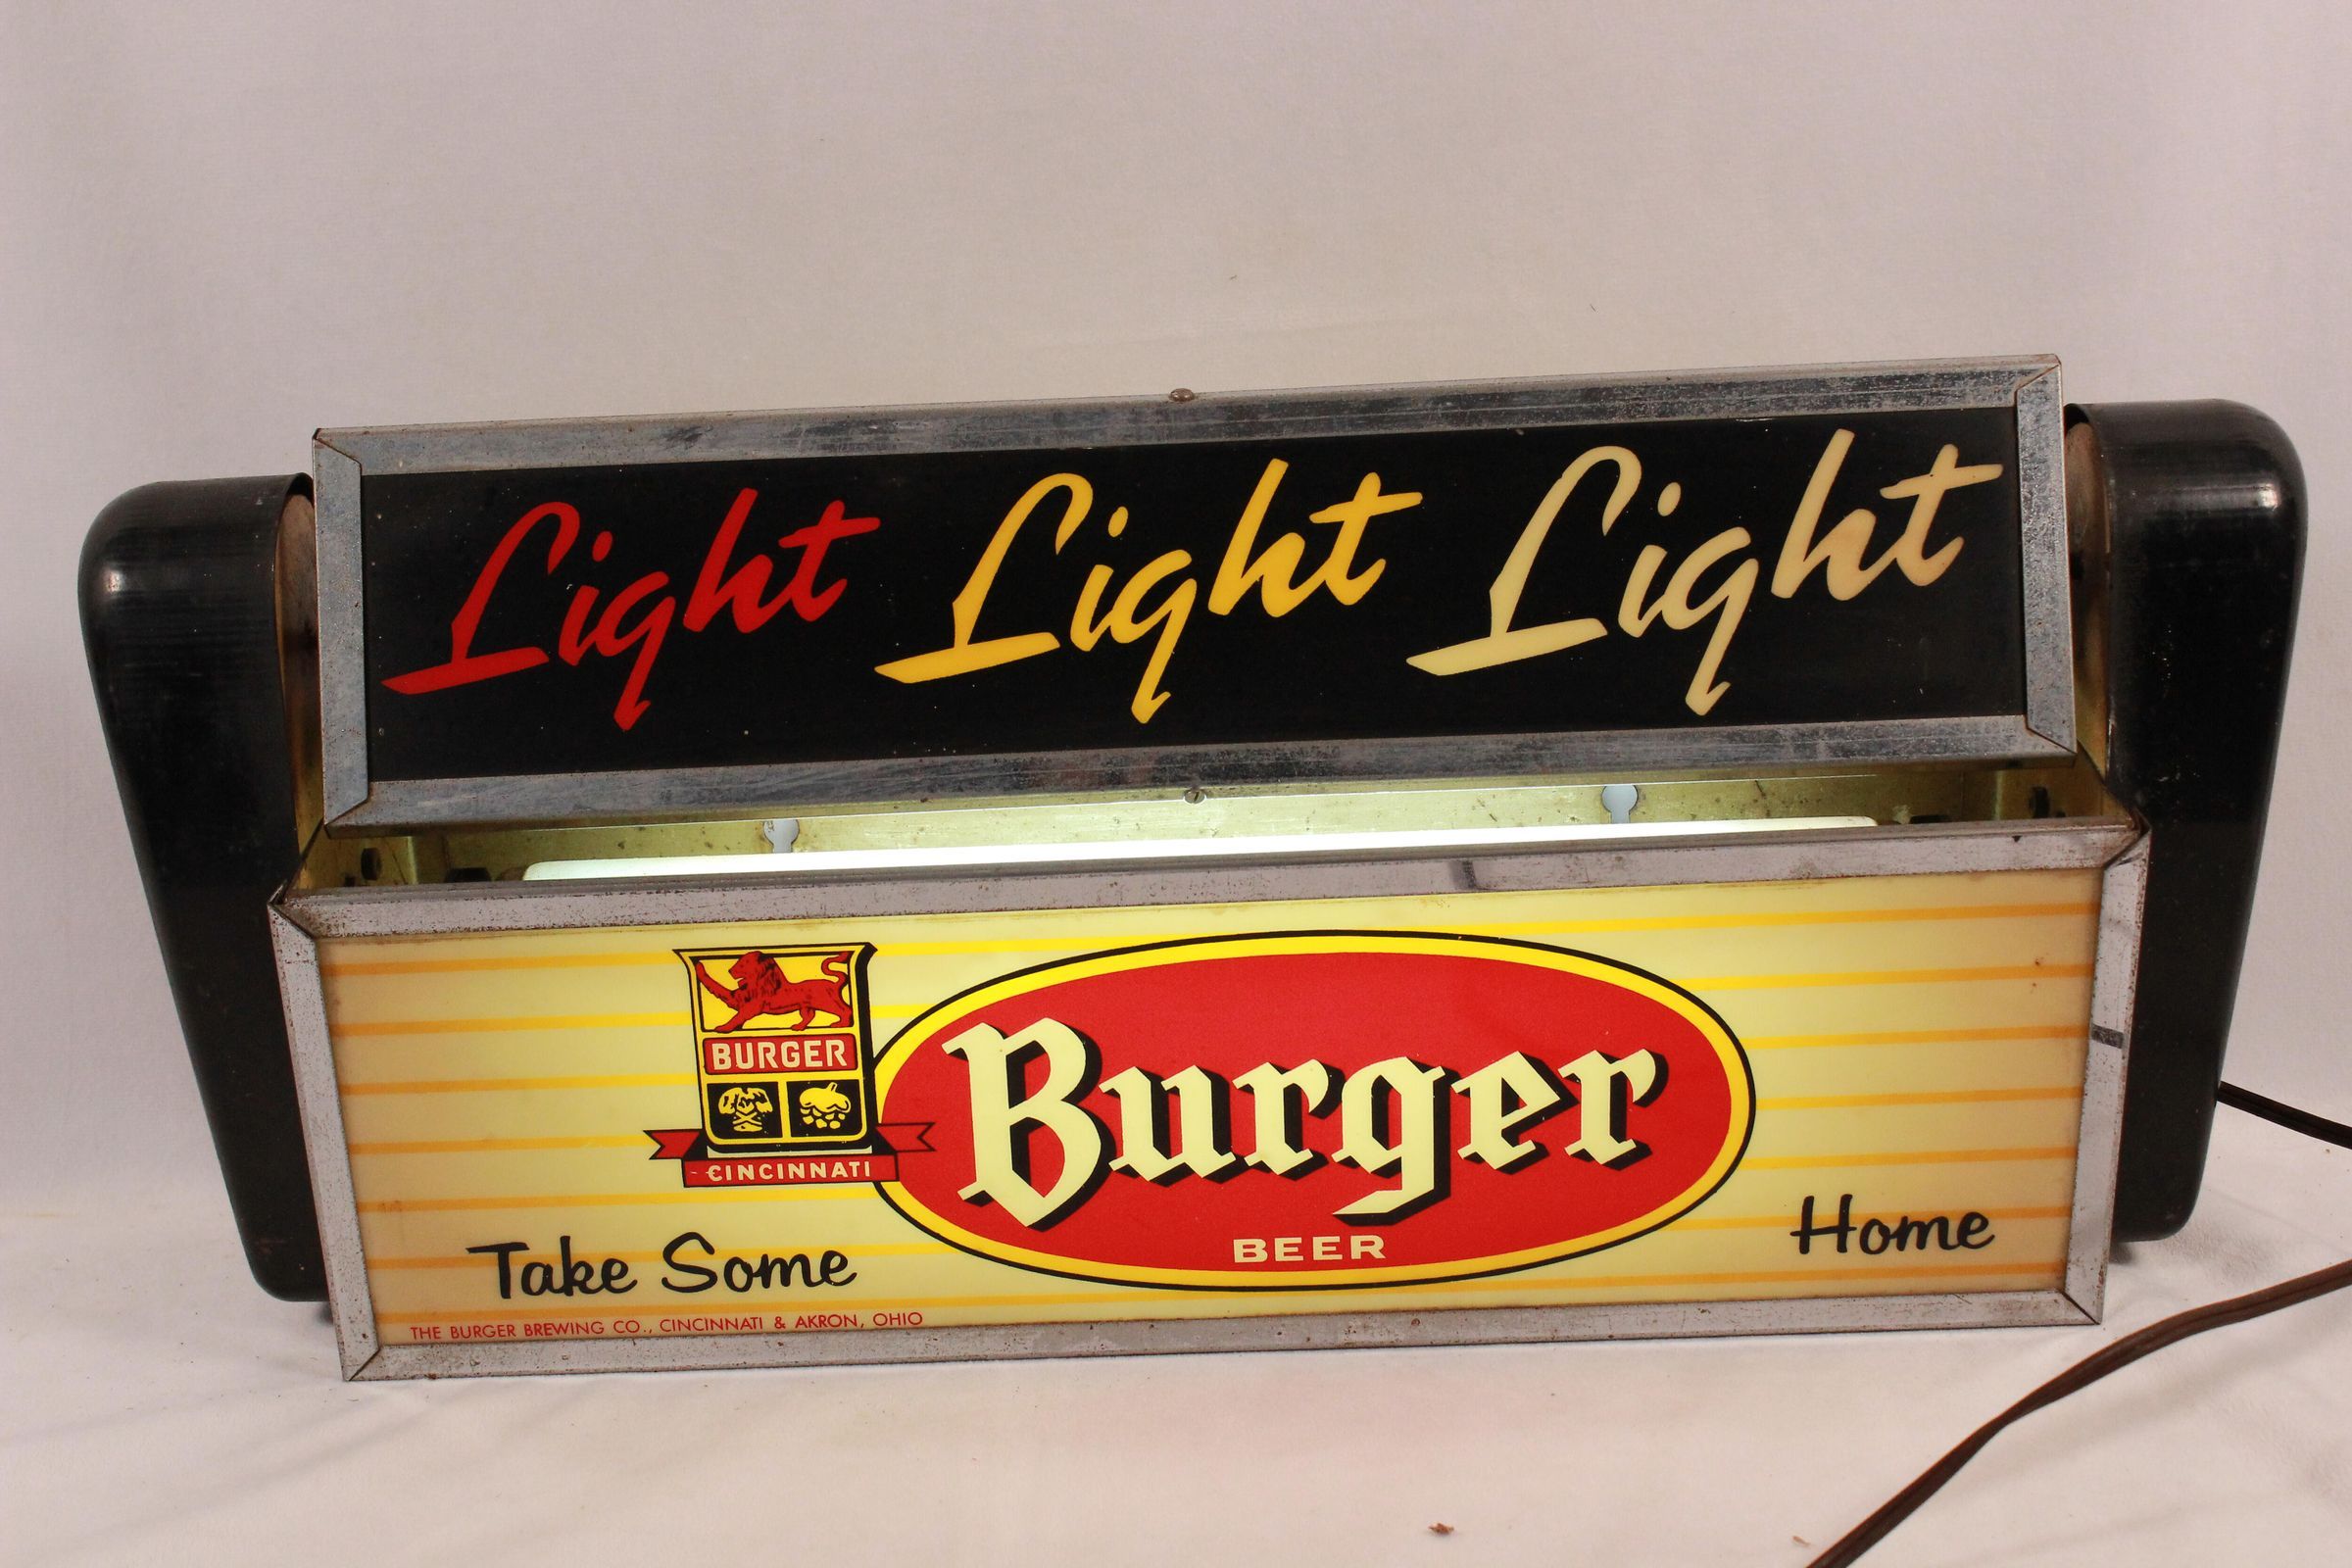 Light Light Light
BURGER
CINCINNATI
Burger
BEER
Take Some Home
THE BURGER BREWING CO., CINCINNATI & AKRON, OHIO